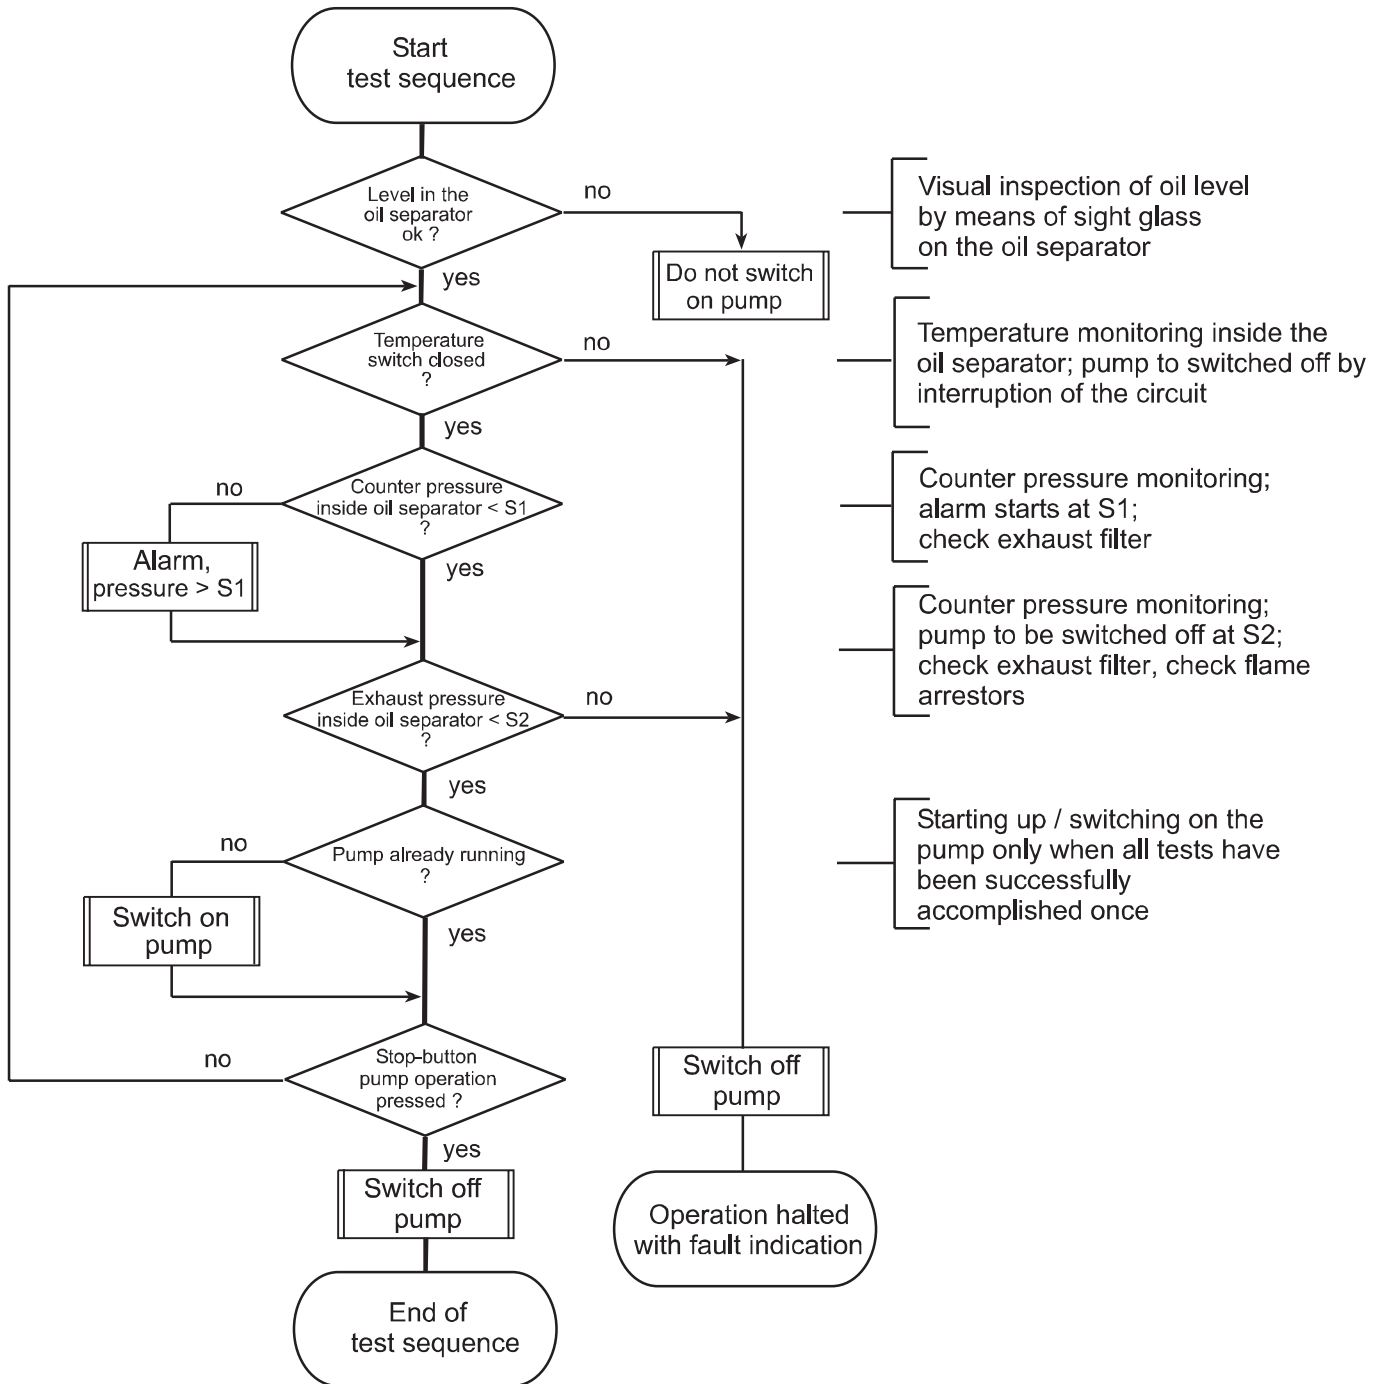 Start
test sequence
Level in the
oil separator
ok ?
no
yes
Do not switch
on pump
Visual inspection of oil level
by means of sight glass
on the oil separator
Temperature
switch closed
?
no
yes
Temperature monitoring inside the
oil separator; pump to switched off by
interruption of the circuit
Counter pressure
inside oil separator < S1
?
no
yes
Alarm,
pressure > S1
Counter pressure monitoring;
alarm starts at S1;
check exhaust filter
Exhaust pressure
inside oil separator < S2
?
no
yes
Counter pressure monitoring;
pump to be switched off at S2;
check exhaust filter, check flame
arrestors
Pump already running
?
no
yes
Switch on
pump
Starting up / switching on the
pump only when all tests have
been successfully
accomplished once
Stop-button
pump operation
pressed ?
no
yes
Switch off
pump
Switch off
pump
Operation halted
with fault indication
End of
test sequence